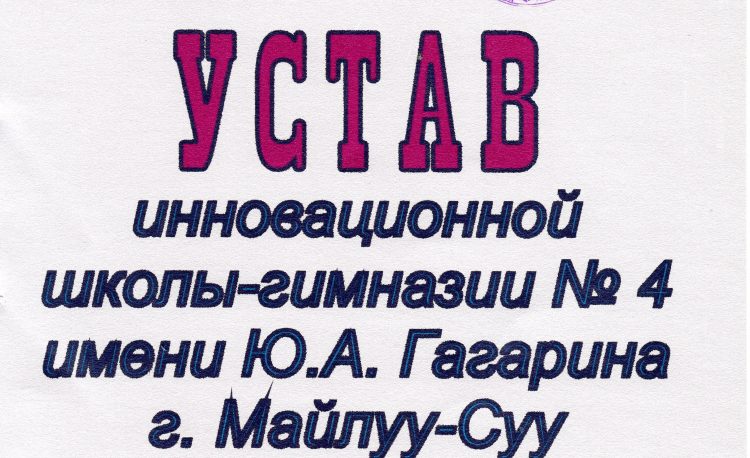 УСТАВ
инновационной
школы-гимназии № 4
имени Ю.А. Гагарина
г. Майлуу-Суу